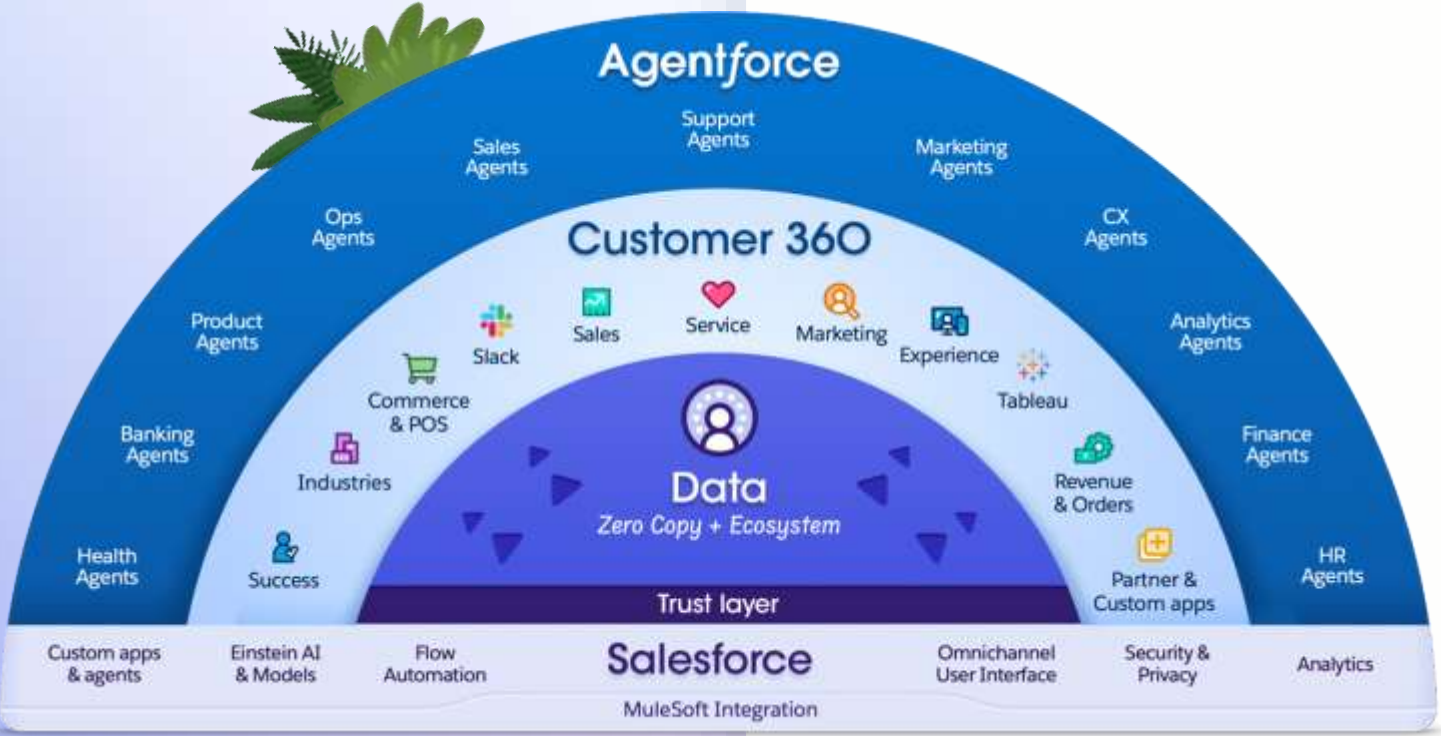 Agentforce
Support
Agents
Sales
Agents
Marketing
Agents
Ops
Agents
CX
Agents
Product
Agents
Analytics
Agents
Banking
Agents
Finance
Agents
Health
Agents
HR
Agents
Customer 360
Success
Industries
Commerce
& POS
Slack
Sales
Service
Marketing
Experience
Tableau
Revenue
& Orders
Partner &
Custom apps
Data
Zero Copy + Ecosystem
Trust layer
Custom apps
& agents
Einstein AI
& Models
Flow
Automation
Salesforce
Omnichannel
User Interface
Security &
Privacy
Analytics
MuleSoft Integration